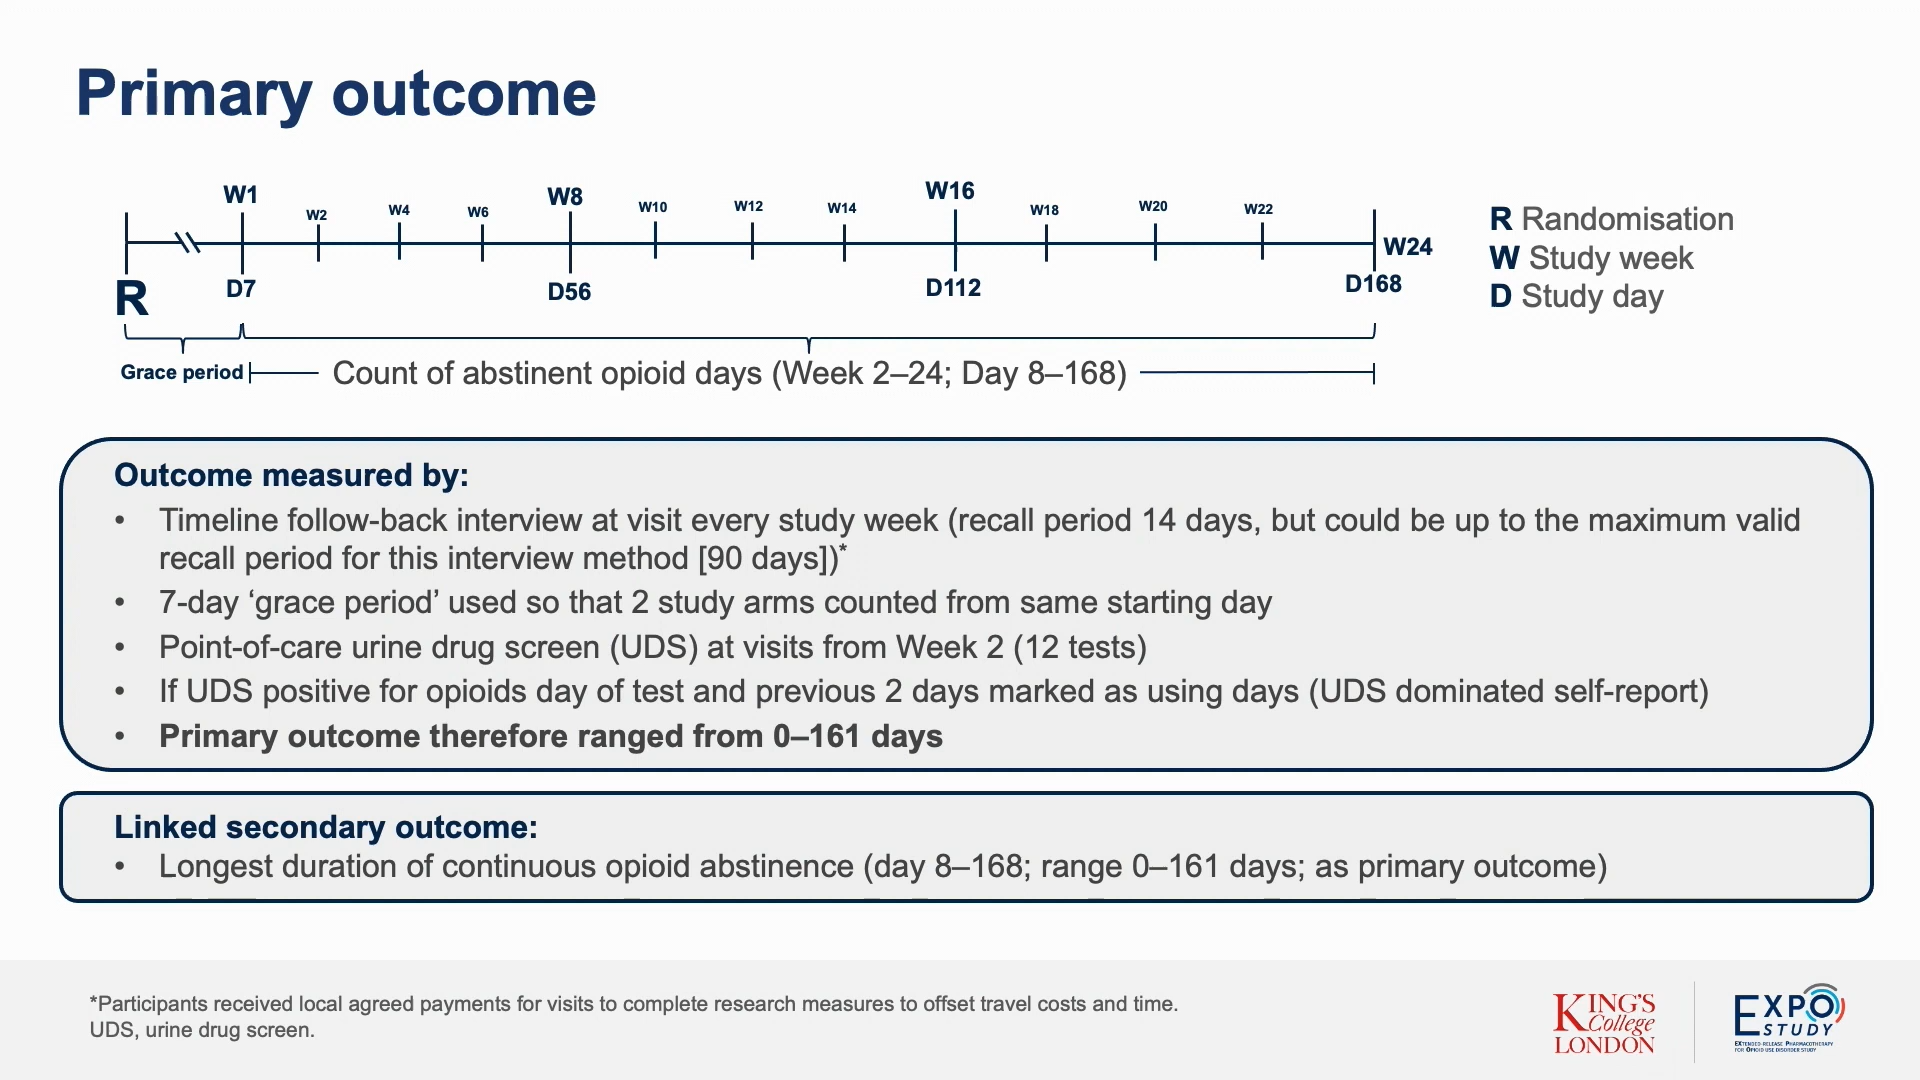 Primary outcome
W1
W2
W4
W6
W8
W10
W12
W14
W16
W18
W20
W22
W24
R
D7
D56
D112
D168
R Randomisation
W Study week
D Study day
Grace period
Count of abstinent opioid days (Week 2–24; Day 8–168)
Outcome measured by:
• Timeline follow-back interview at visit every study week (recall period 14 days, but could be up to the maximum valid
recall period for this interview method [90 days])*
• 7-day ‘grace period’ used so that 2 study arms counted from same starting day
• Point-of-care urine drug screen (UDS) at visits from Week 2 (12 tests)
• If UDS positive for opioids day of test and previous 2 days marked as using days (UDS dominated self-report)
• Primary outcome therefore ranged from 0–161 days
Linked secondary outcome:
• Longest duration of continuous opioid abstinence (day 8–168; range 0–161 days; as primary outcome)
*Participants received local agreed payments for visits to complete research measures to offset travel costs and time.
UDS, urine drug screen.
KING'S
College
LONDON
EXPO
STUDY
EXTENDED RELEASE PHARMACOTHERAPY
FOR OPIOID USE DISORDER STUDY